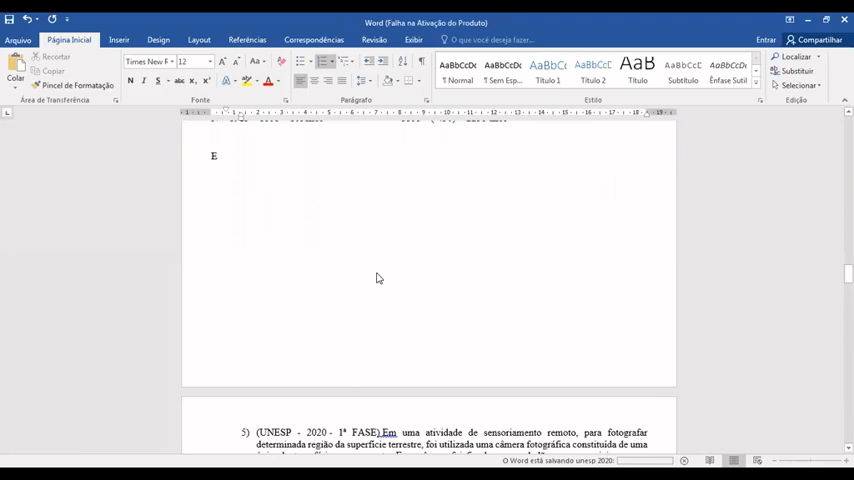 Word (Falha na Ativação do Produto)
Arquivo Página Inicial Inserir Design Layout Referências Correspondências Revisão Exibir O que você deseja fazer... Entrar Compartilhar
Colar
Recortar
Copiar
Pincel de Formatação
Área de Transferência
Times New F 12
Fonte
Parágrafo
AaBbCcDc AaBbCcDc AaBbCc AaBbCcC AaB AaBbCcD AaBbCcDt
¶ Normal ¶ Sem Esp... Título 1 Título 2 Título Subtítulo Ênfase Sutil
Estilo
Localizar
Substituir
Selecionar
Edição
E
5) (UNESP - 2020 - 1ª FASE) Em uma atividade de sensoriamento remoto, para fotografar
determinada região da superfície terrestre, foi utilizada uma câmera fotográfica constituída de uma
O Word está salvando unesp 2020: